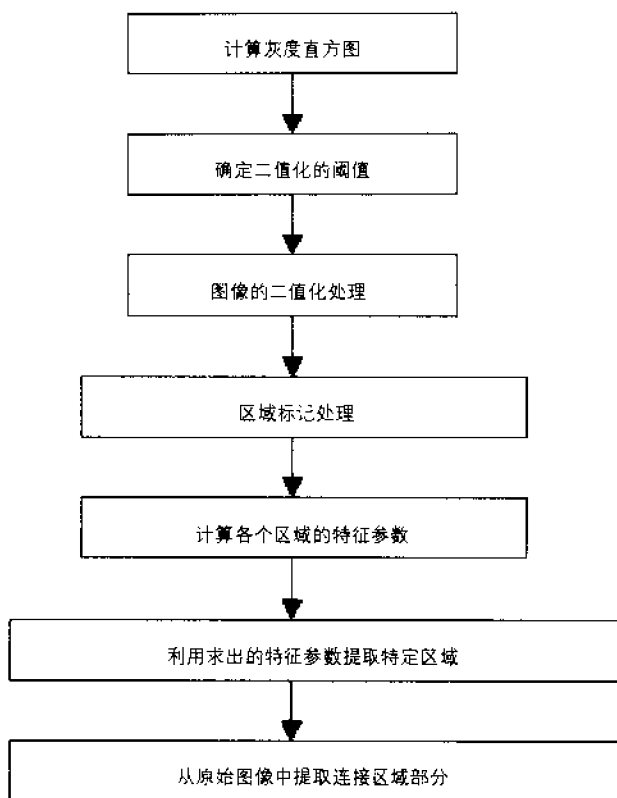 计算灰度直方图
确定二值化的阈值
图像的二值化处理
区域标记处理
计算各个区域的特征参数
利用求出的特征参数提取特定区域
从原始图像中提取连接区域部分